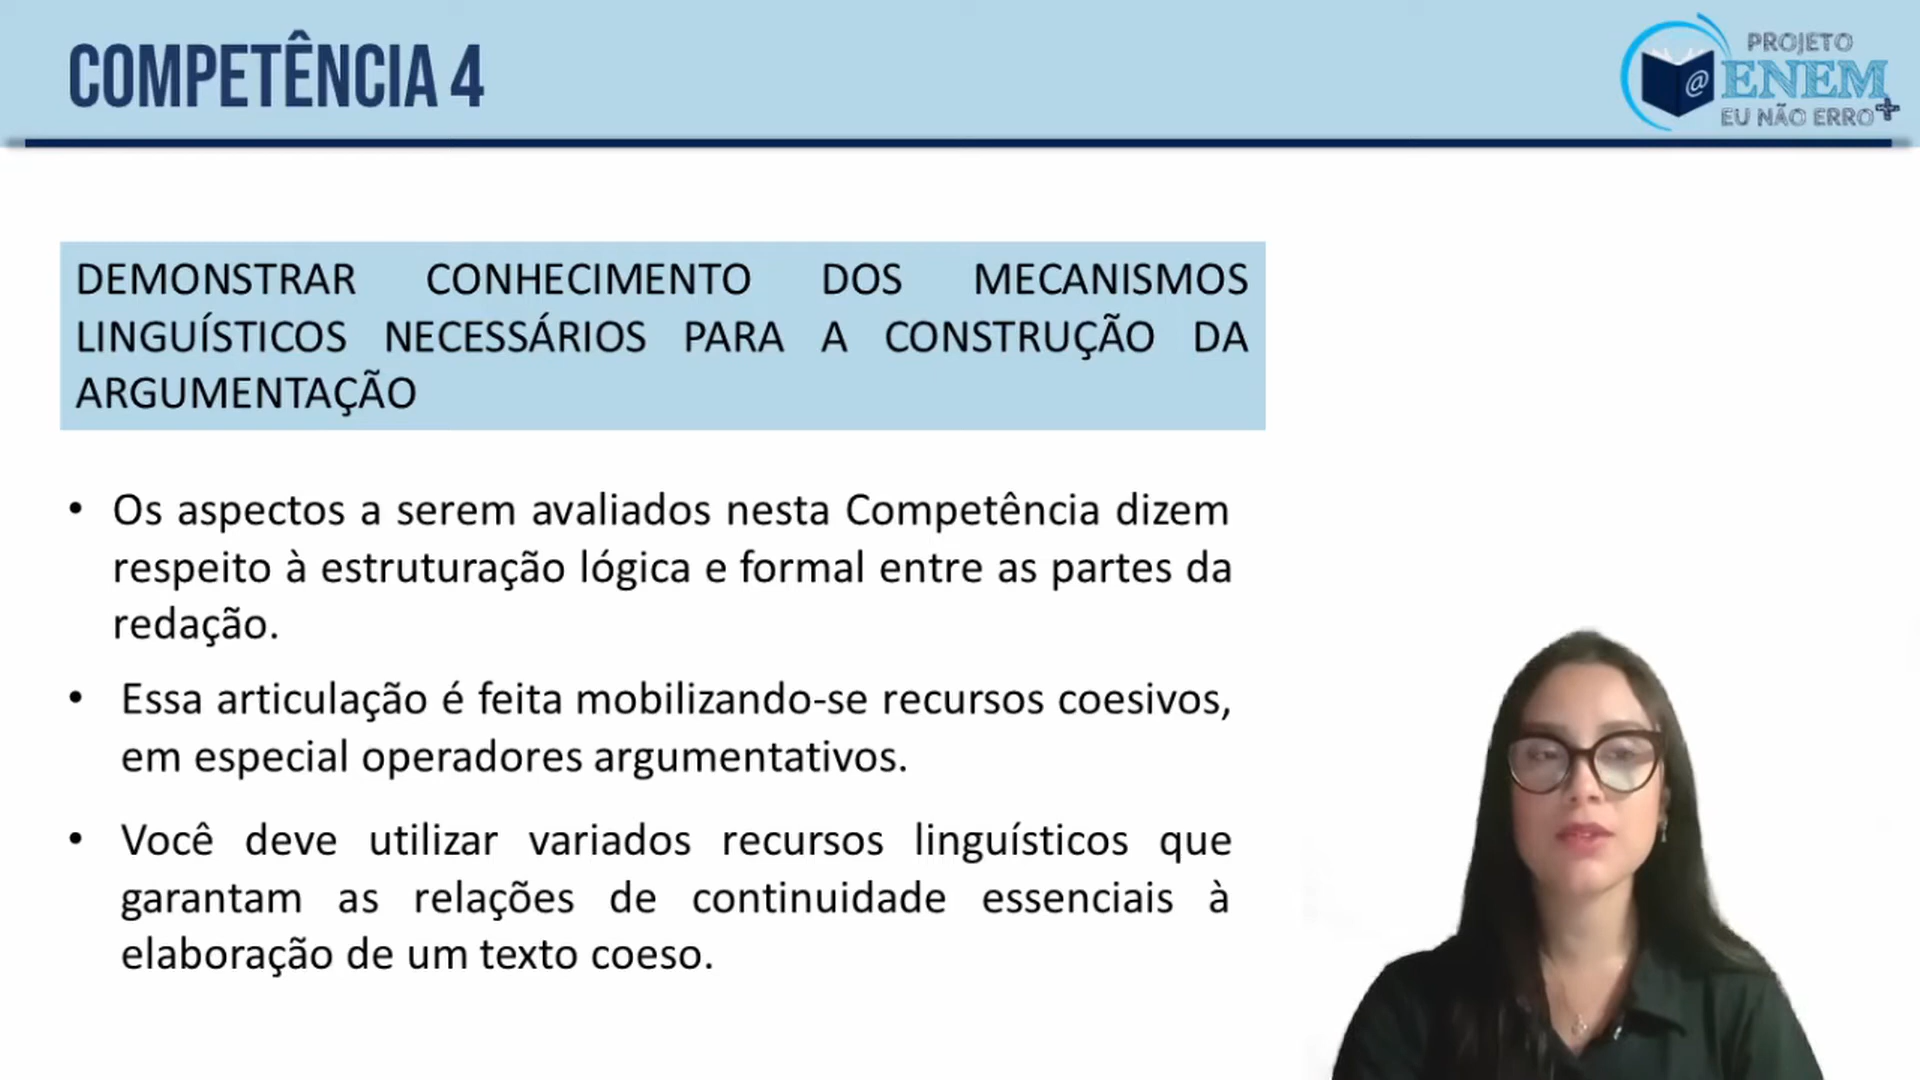 COMPETÊNCIA 4
PROJETO
@ENEM
EU NÃO ERRO+
DEMONSTRAR CONHECIMENTO DOS MECANISMOS
LINGUÍSTICOS NECESSÁRIOS PARA A CONSTRUÇÃO DA
ARGUMENTAÇÃO
• Os aspectos a serem avaliados nesta Competência dizem
respeito à estruturação lógica e formal entre as partes da
redação.
• Essa articulação é feita mobilizando-se recursos coesivos,
em especial operadores argumentativos.
• Você deve utilizar variados recursos linguísticos que
garantam as relações de continuidade essenciais à
elaboração de um texto coeso.